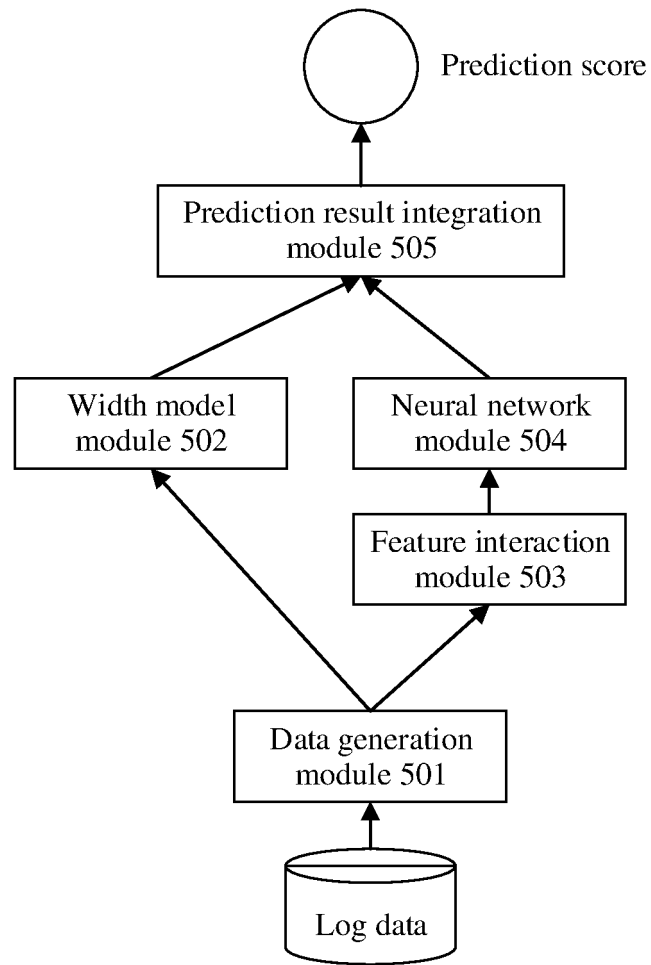 Prediction score
Prediction result integration
module 505
Width model
module 502
Neural network
module 504
Feature interaction
module 503
Data generation
module 501
Log data